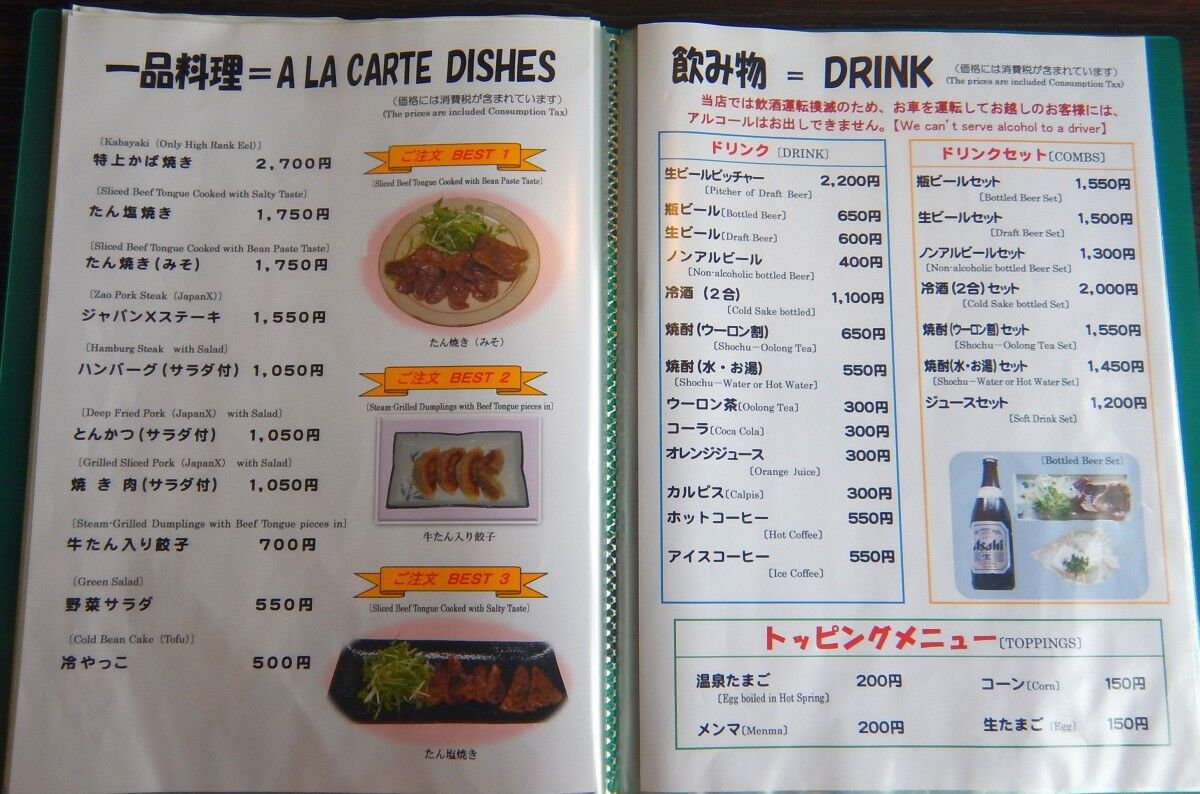 一品料理=A LA CARTE DISHES
(価格には消費税が含まれています)
(The prices are included Consumption Tax)
[Kabayaki (Only High Rank Eel)]
特上かば焼き 2,700円
[Sliced Beef Tongue Cooked with Salty Taste]
たん塩焼き 1,750円
[Sliced Beef Tongue Cooked with Bean Paste Taste]
たん焼き(みそ) 1,750円
[Zao Pork Steak (JapanX)]
ジャパンXステーキ 1,550円
[Hamburg Steak with Salad]
ハンバーグ(サラダ付) 1,050円
[Deep Fried Pork (JapanX) with Salad]
とんかつ(サラダ付) 1,050円
[Grilled Sliced Pork (JapanX) with Salad]
焼き肉(サラダ付) 1,050円
[Steam-Grilled Dumplings with Beef Tongue pieces in]
牛たん入り餃子 700円
[Green Salad]
野菜サラダ 550円
[Cold Bean Cake (Tofu)]
冷やっこ 500円
ご注文 BEST 1
[Sliced Beef Tongue Cooked with Bean Paste Taste]
たん焼き(みそ)
ご注文 BEST 2
[Steam-Grilled Dumplings with Beef Tongue pieces in]
牛たん入り餃子
ご注文 BEST 3
[Sliced Beef Tongue Cooked with Salty Taste]
たん塩焼き
飲み物 = DRINK
(価格には消費税が含まれています)
(The prices are included Consumption Tax)
当店では飲酒運転撲滅のため、お車を運転してお越しのお客様には、
アルコールはお出しできません。【We can't serve alcohol to a driver】
ドリンク [DRINK]
生ビールピッチャー 2,200円
[Pitcher of Draft Beer]
瓶ビール[Bottled Beer] 650円
生ビール[Draft Beer] 600円
ノンアルビール 400円
[Non-alcoholic bottled Beer]
冷酒 (2合) 1,100円
[Cold Sake bottled]
焼酎(ウーロン割) 650円
[Shochu-Oolong Tea]
焼酎(水・お湯) 550円
[Shochu-Water or Hot Water]
ウーロン茶[Oolong Tea] 300円
コーラ[Coca Cola] 300円
オレンジジュース 300円
[Orange Juice]
カルピス[Calpis] 300円
ホットコーヒー 550円
[Hot Coffee]
アイスコーヒー 550円
[Ice Coffee]
ドリンクセット[COMBS]
瓶ビールセット 1,550円
[Bottled Beer Set]
生ビールセット 1,500円
[Draft Beer Set]
ノンアルビールセット 1,300円
[Non-alcoholic bottled Beer Set]
冷酒(2合)セット 2,000円
[Cold Sake bottled Set]
焼酎(ウーロン割)セット 1,550円
[Shochu-Oolong Tea Set]
焼酎(水・お湯)セット 1,450円
[Shochu-Water or Hot Water Set]
ジュースセット 1,200円
[Soft Drink Set]
[Bottled Beer Set]
Asahi
生
トッピングメニュー[TOPPINGS]
温泉たまご 200円
[Egg boiled in Hot Spring]
コーン[Corn] 150円
メンマ[Menma] 200円
生たまご [Egg] 150円